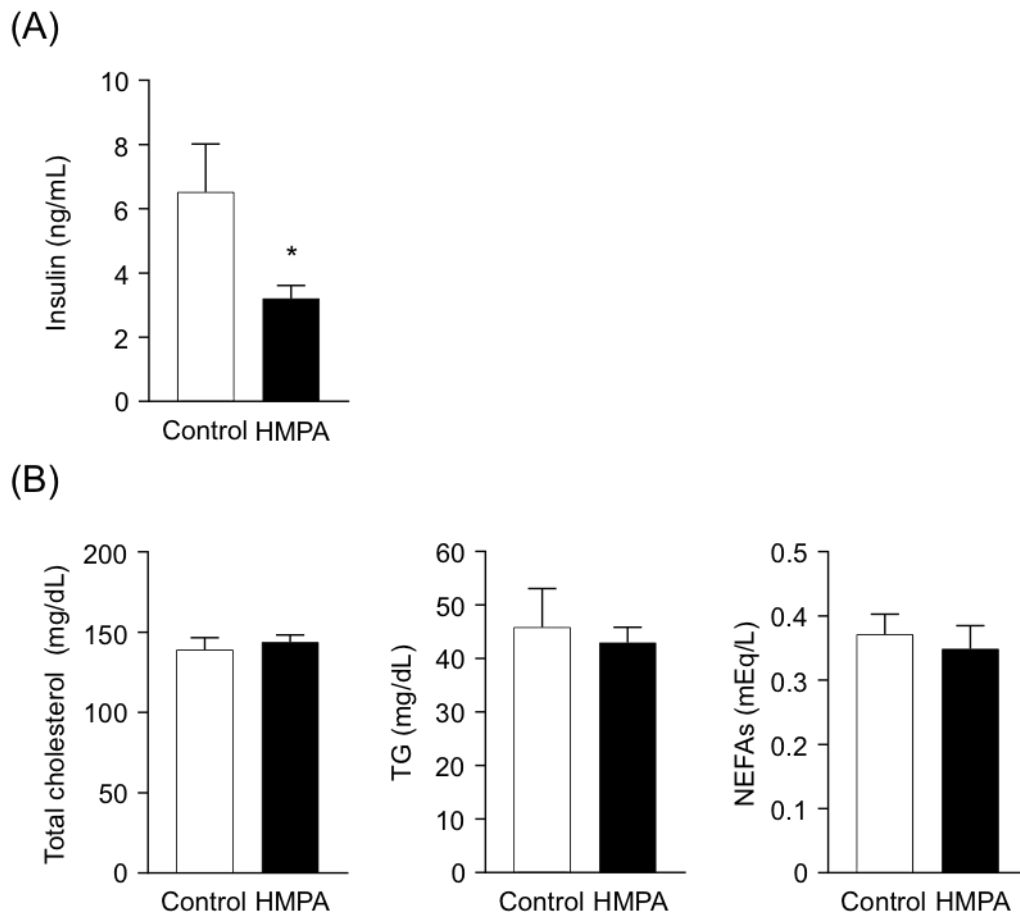 (A)
Insulin (ng/mL)
10
8
6
4
2
0
*
Control HMPA
(B)
Total cholesterol (mg/dL)
200
150
100
50
0
Control HMPA
TG (mg/dL)
60
50
40
30
20
10
0
Control HMPA
NEFAs (mEq/L)
0.5
0.4
0.3
0.2
0.1
0
Control HMPA